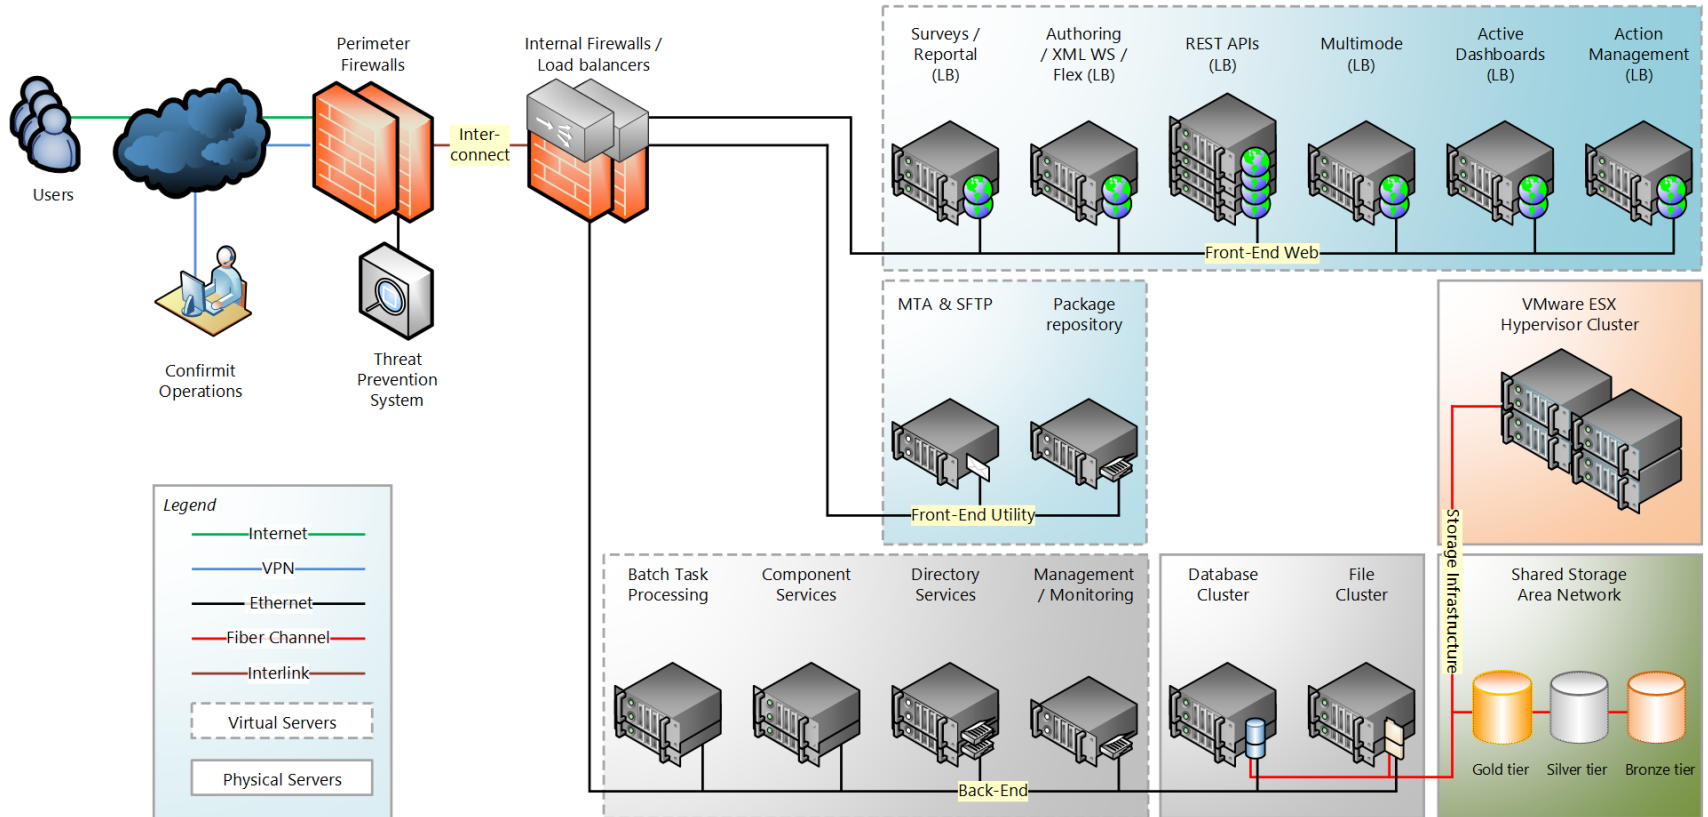 Users
Confirmit
Operations
Perimeter
Firewalls
Threat
Prevention
System
Inter-
connect
Internal Firewalls /
Load balancers
Surveys /
Reportal
(LB)
Authoring
/ XML WS /
Flex (LB)
REST APIs
(LB)
Multimode
(LB)
Active
Dashboards
(LB)
Action
Management
(LB)
Front-End Web
MTA & SFTP
Package
repository
Front-End Utility
VMware ESX
Hypervisor Cluster
Storage Infrastructure
Batch Task
Processing
Component
Services
Directory
Services
Management
/ Monitoring
Back-End
Database
Cluster
File
Cluster
Shared Storage
Area Network
Gold tier
Silver tier
Bronze tier
Legend
Internet
VPN
Ethernet
Fiber Channel
Interlink
Virtual Servers
Physical Servers